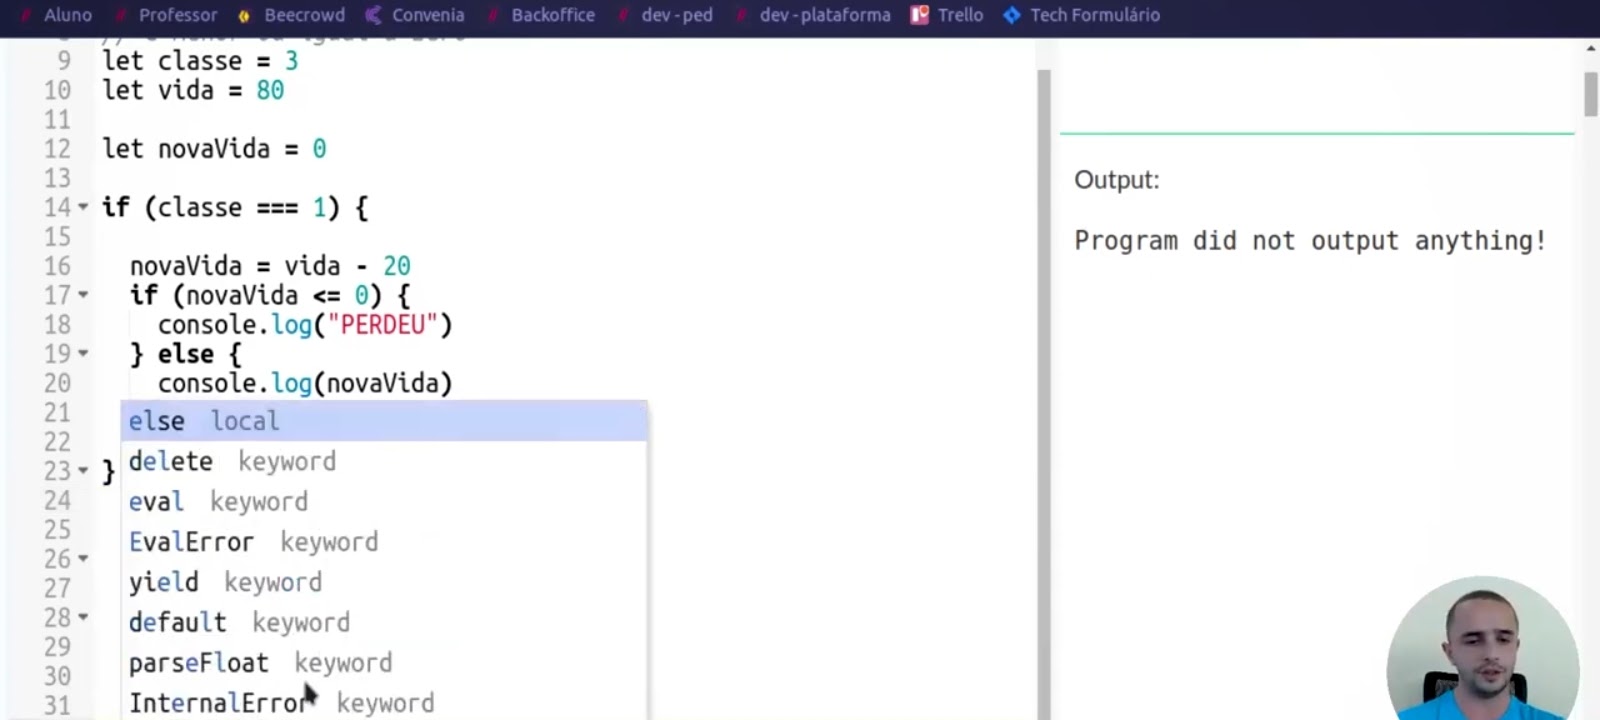 Aluno Professor Beecrowd Convenia Backoffice dev-ped dev-plataforma Trello Tech Formulário
9 let classe = 3
10 let vida = 80
11
12 let novaVida = 0
13
14 if (classe === 1) {
15
16 novaVida = vida - 20
17 if (novaVida <= 0) {
18 console.log("PERDEU")
19 } else {
20 console.log(novaVida)
21 else local
22 delete keyword
23 }
24 eval keyword
25 EvalError keyword
26 yield keyword
27
28 default keyword
29 parseFloat keyword
30
31 InternalError keyword
Output:
Program did not output anything!